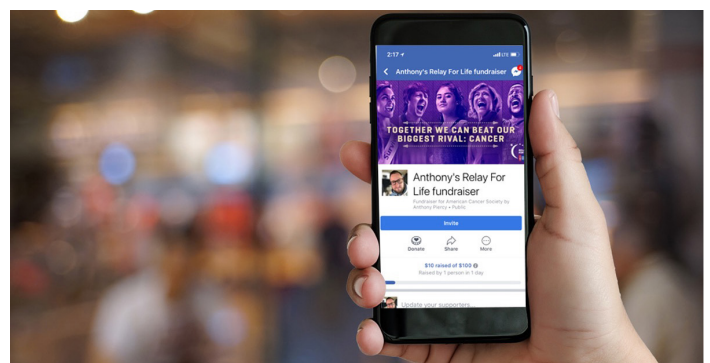 2:17
LTE
Anthony's Relay For Life fundraiser
TOGETHER WE CAN BEAT OUR
BIGGEST RIVAL: CANCER
Anthony's Relay For
Life fundraiser
Fundraiser for American Cancer Society by
Anthony Piercy • Public
Invite
Donate Share More
$10 raised of $100
Raised by 1 person in 1 day
Update your supporters...